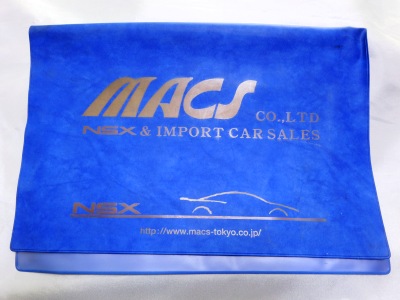 MACS CO.,LTD
NSX & IMPORT CAR SALES
NSX
http://www.macs-tokyo.co.jp/